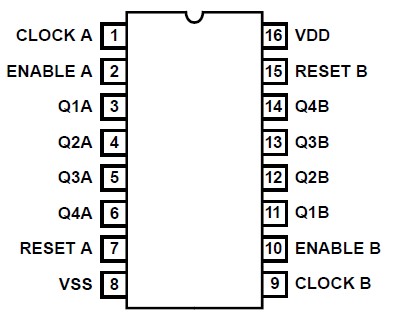 CLOCK A 1 16 VDD
ENABLE A 2 15 RESET B
Q1A 3 14 Q4B
Q2A 4 13 Q3B
Q3A 5 12 Q2B
Q4A 6 11 Q1B
RESET A 7 10 ENABLE B
VSS 8 9 CLOCK B